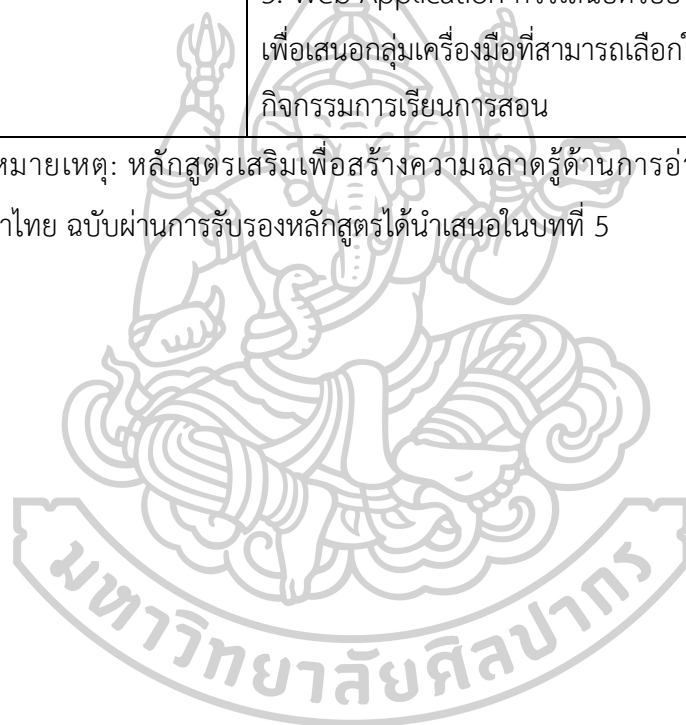 เพื่อเสนอกลุ่มเครื่องมือที่สามารถเลือก
กิจกรรมการเรียนการสอน
หมายเหตุ: หลักสูตรเสริมเพื่อสร้างความฉลาดรู้ด้านการ
ไทย ฉบับผ่านการรับรองหลักสูตรได้นำเสนอในบทที่ 5
มหาวิทยาลัยศิลปากร